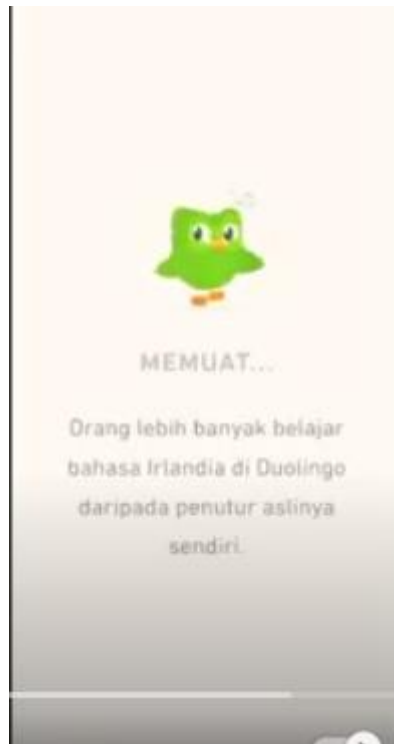 MEMUAT...
Orang lebih banyak belajar
bahasa Irlandia di Duolingo
daripada penutur aslinya
sendiri.